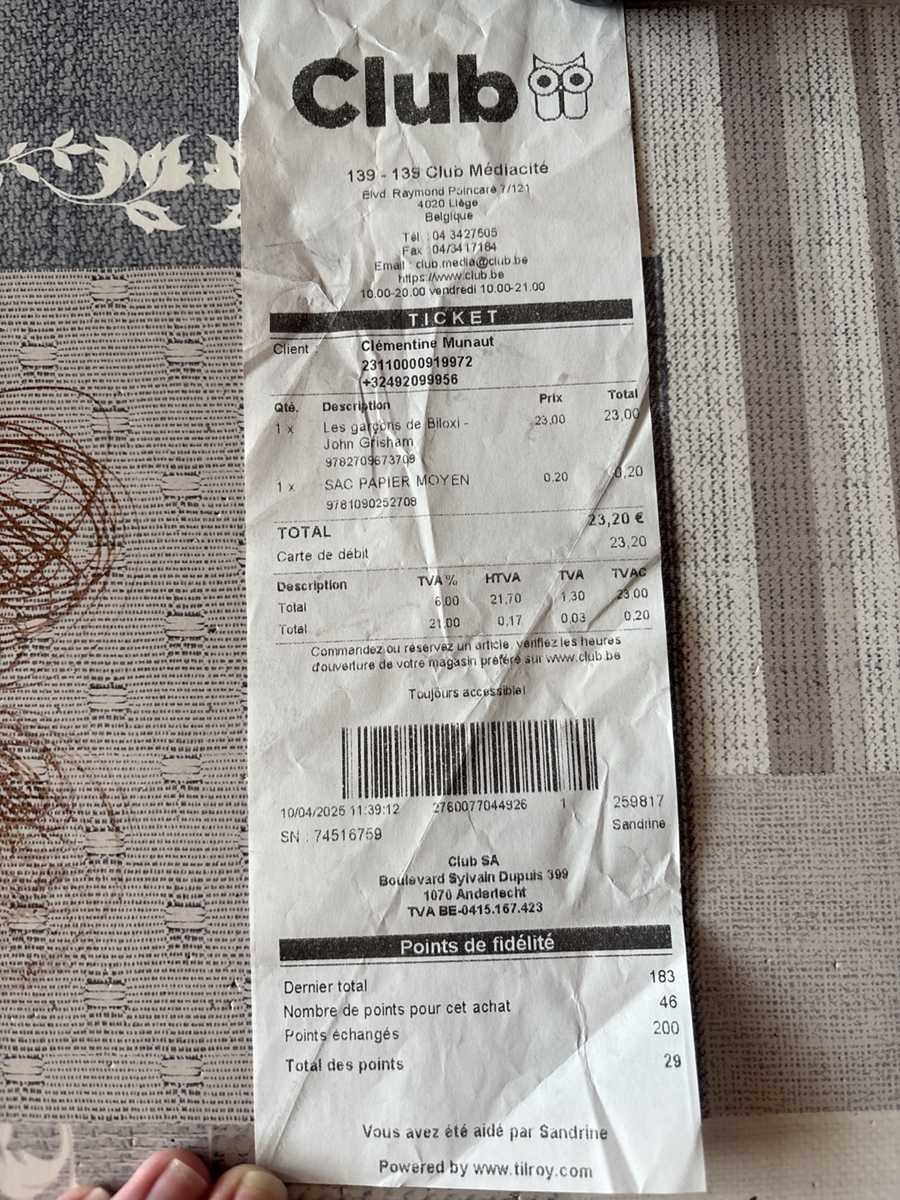 Club
139 - 139 Club Médiacité
Blvd. Raymond Poincaré 7/121
4020 Liège
Belgique
Tél : 04 3427605
Fax : 04/3417184
Email : club.media@club.be
https://www.club.be
10.00-20.00 vendredi 10.00-21.00
TICKET
Client : Clémentine Munaut
23110000919972
+32492099956
Qté. Description Prix Total
1 x Les garçons de Biloxi - 23,00 23,00
John Grisham
9782709673709
1 x SAC PAPIER MOYEN 0,20 0,20
9781090252708
TOTAL 23,20 €
Carte de débit 23,20
Description TVA % HTVA TVA TVAC
Total 6,00 21,70 1,30 23,00
Total 21,00 0,17 0,03 0,20
Commandez ou réservez un article, vérifiez les heures
d'ouverture de votre magasin préféré sur www.club.be
Toujours accessible!
10/04/2025 11:39:12 2760077044926 1 259817
SN : 74516759 Sandrine
Club SA
Boulevard Sylvain Dupuis 399
1070 Anderlecht
TVA BE-0415.167.423
Points de fidélité
Dernier total 183
Nombre de points pour cet achat 46
Points échangés 200
Total des points 29
Vous avez été aidé par Sandrine
Powered by www.tilroy.com